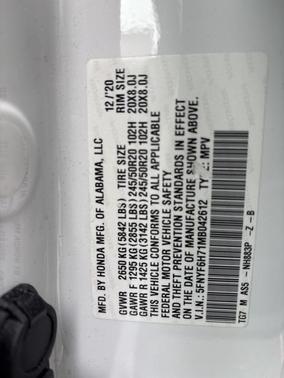 MFD. BY HONDA MFG. OF ALABAMA, LLC 12/'20
TIRE SIZE RIM SIZE
GVWR 2650 KG(5842 LBS)
GAWR F 1295 KG(2855 LBS)245/50R20 102H 20X8.0J
GAWR R 1425 KG(3142 LBS)245/50R20 102H 20X8.0J
THIS VEHICLE CONFORMS TO ALL APPLICABLE
FEDERAL MOTOR VEHICLE SAFETY
AND THEFT PREVENTION STANDARDS IN EFFECT
ON THE DATE OF MANUFACTURE SHOWN ABOVE.
V.I.N: 5FNYF6H71MB042612 TYPE: MPV
TG7 M A55 - NH883P -Z -B